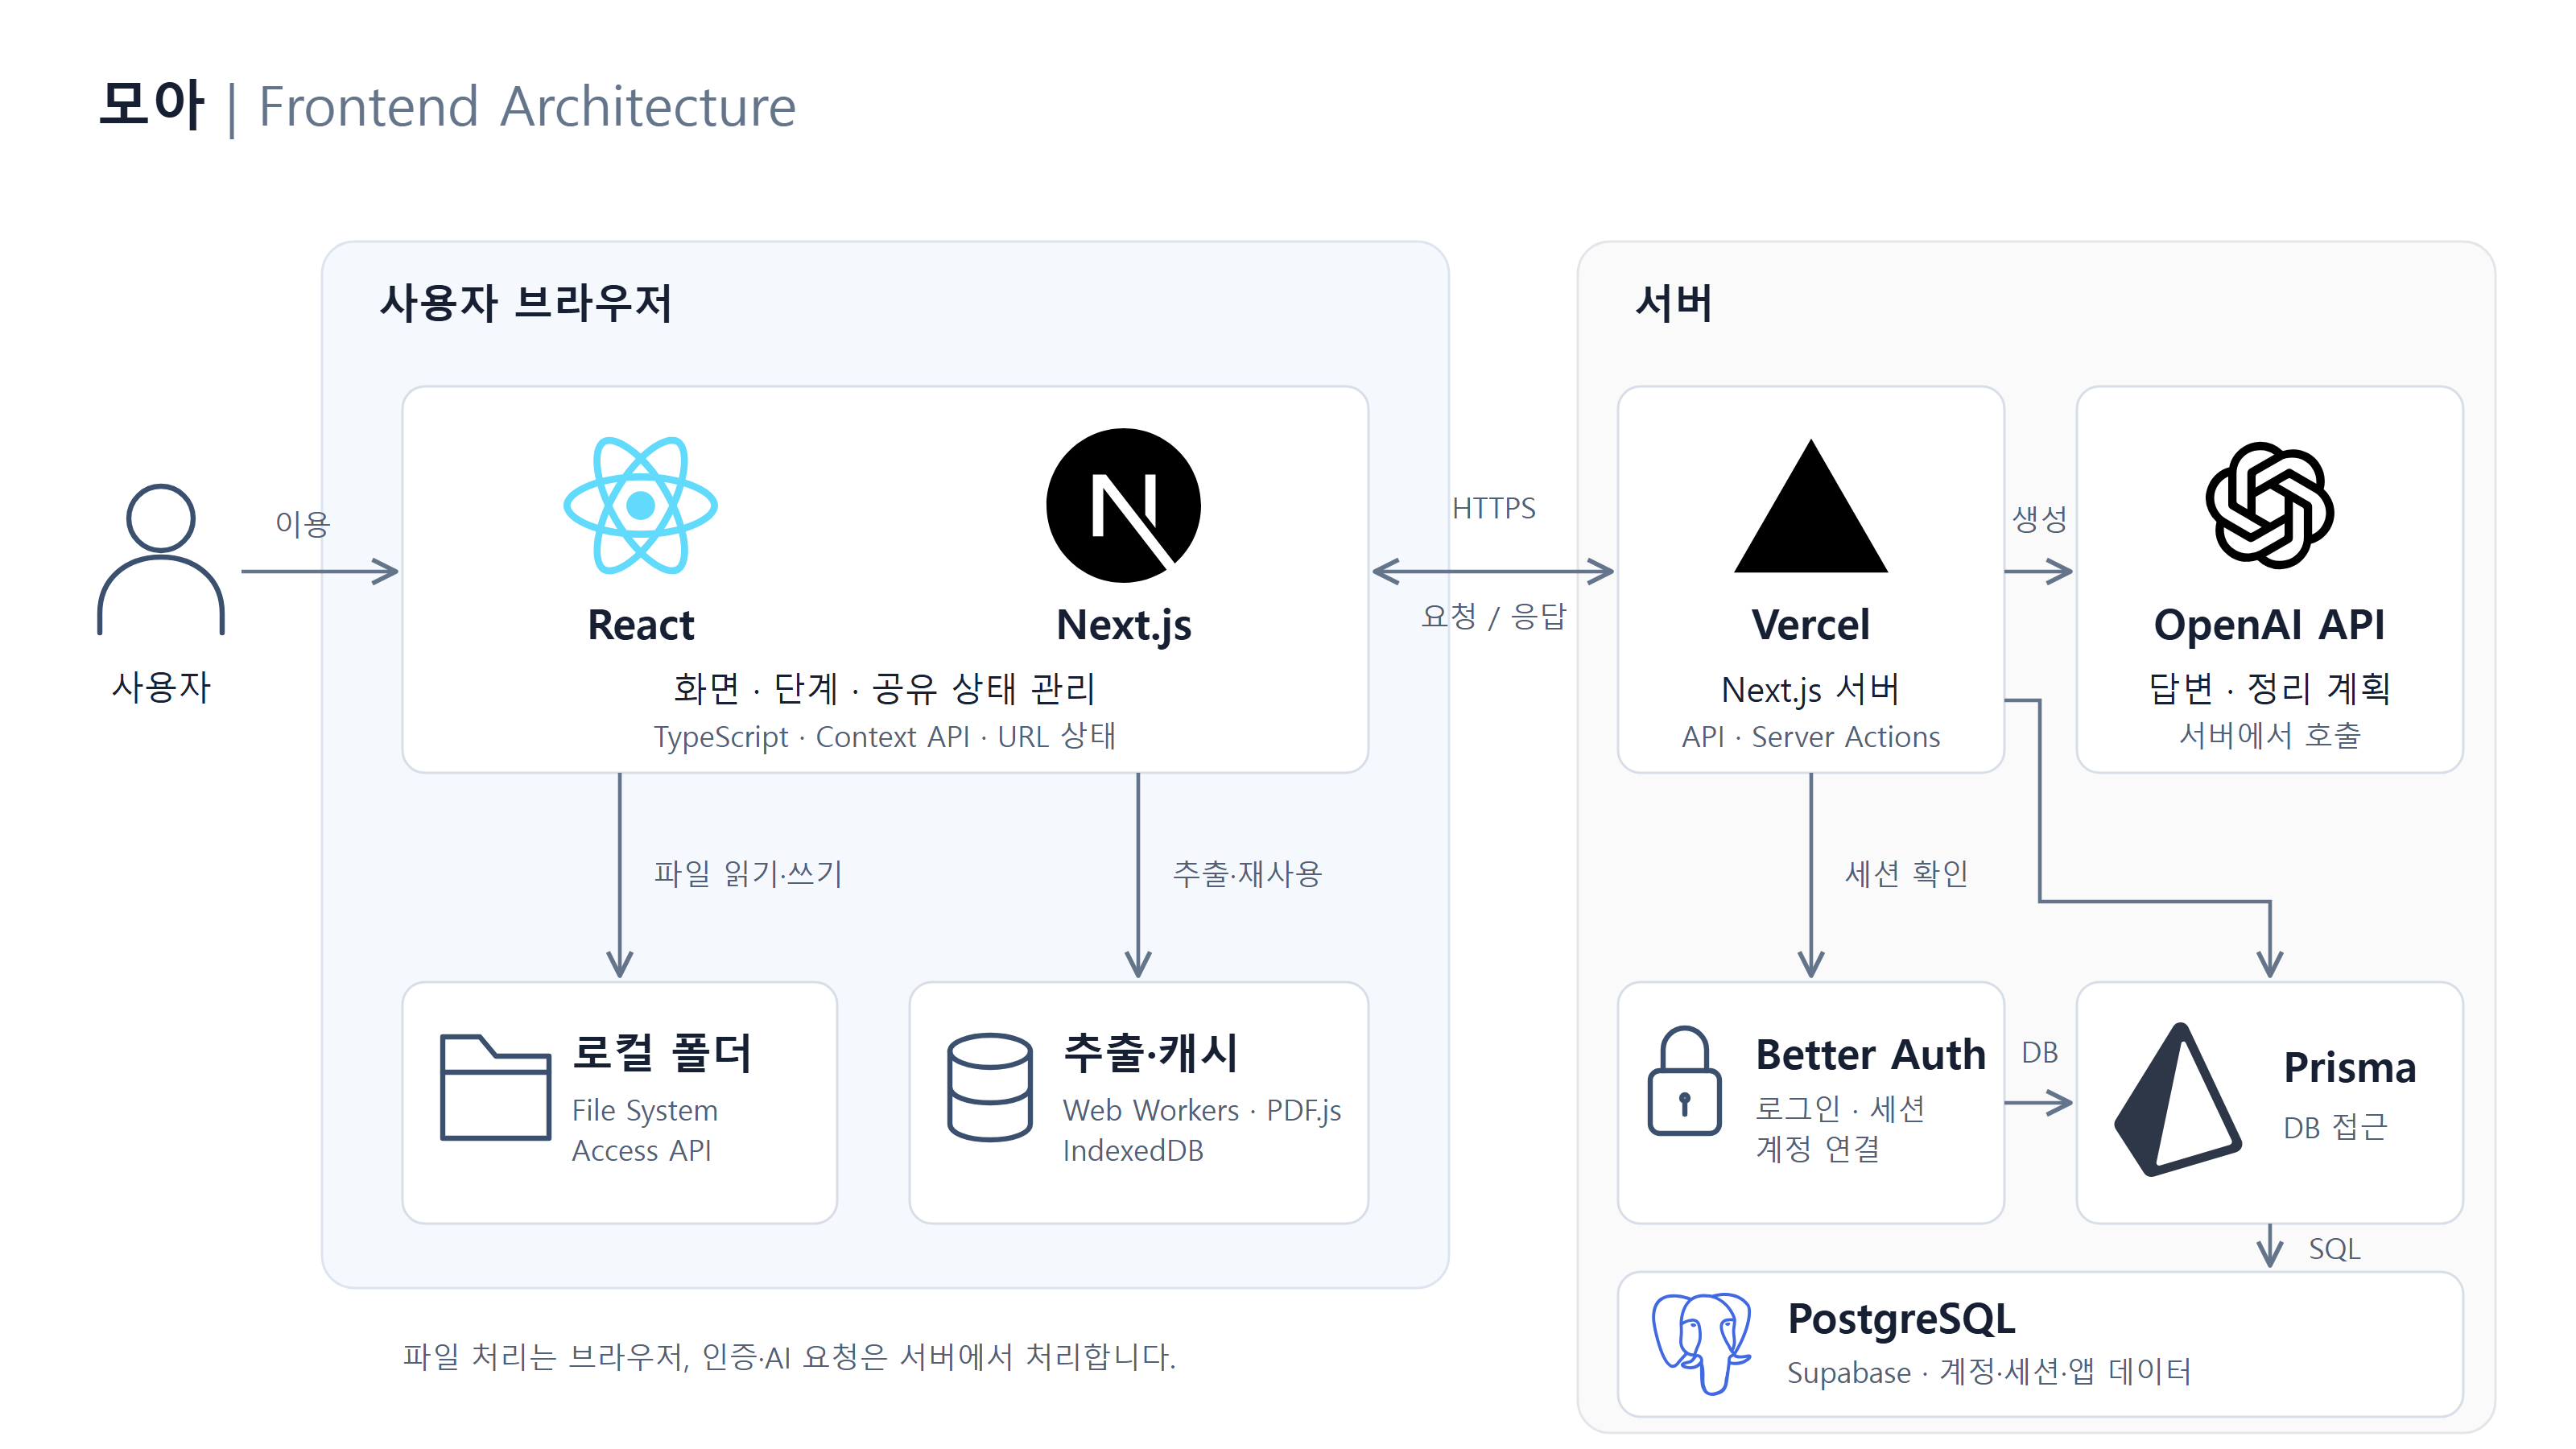 모아 | Frontend Architecture
사용자 브라우저
서버
이용
사용자
N
React
Next.js
화면 · 단계 · 공유 상태 관리
TypeScript · Context API · URL 상태
HTTPS
요청 / 응답
Vercel
Next.js 서버
API · Server Actions
생성
OpenAI API
답변 · 정리 계획
서버에서 호출
파일 읽기·쓰기
추출·재사용
세션 확인
로컬 폴더
File System
Access API
추출·캐시
Web Workers · PDF.js
IndexedDB
Better Auth
로그인 · 세션
계정 연결
DB
Prisma
DB 접근
SQL
PostgreSQL
Supabase · 계정·세션·앱 데이터
파일 처리는 브라우저, 인증·AI 요청은 서버에서 처리합니다.